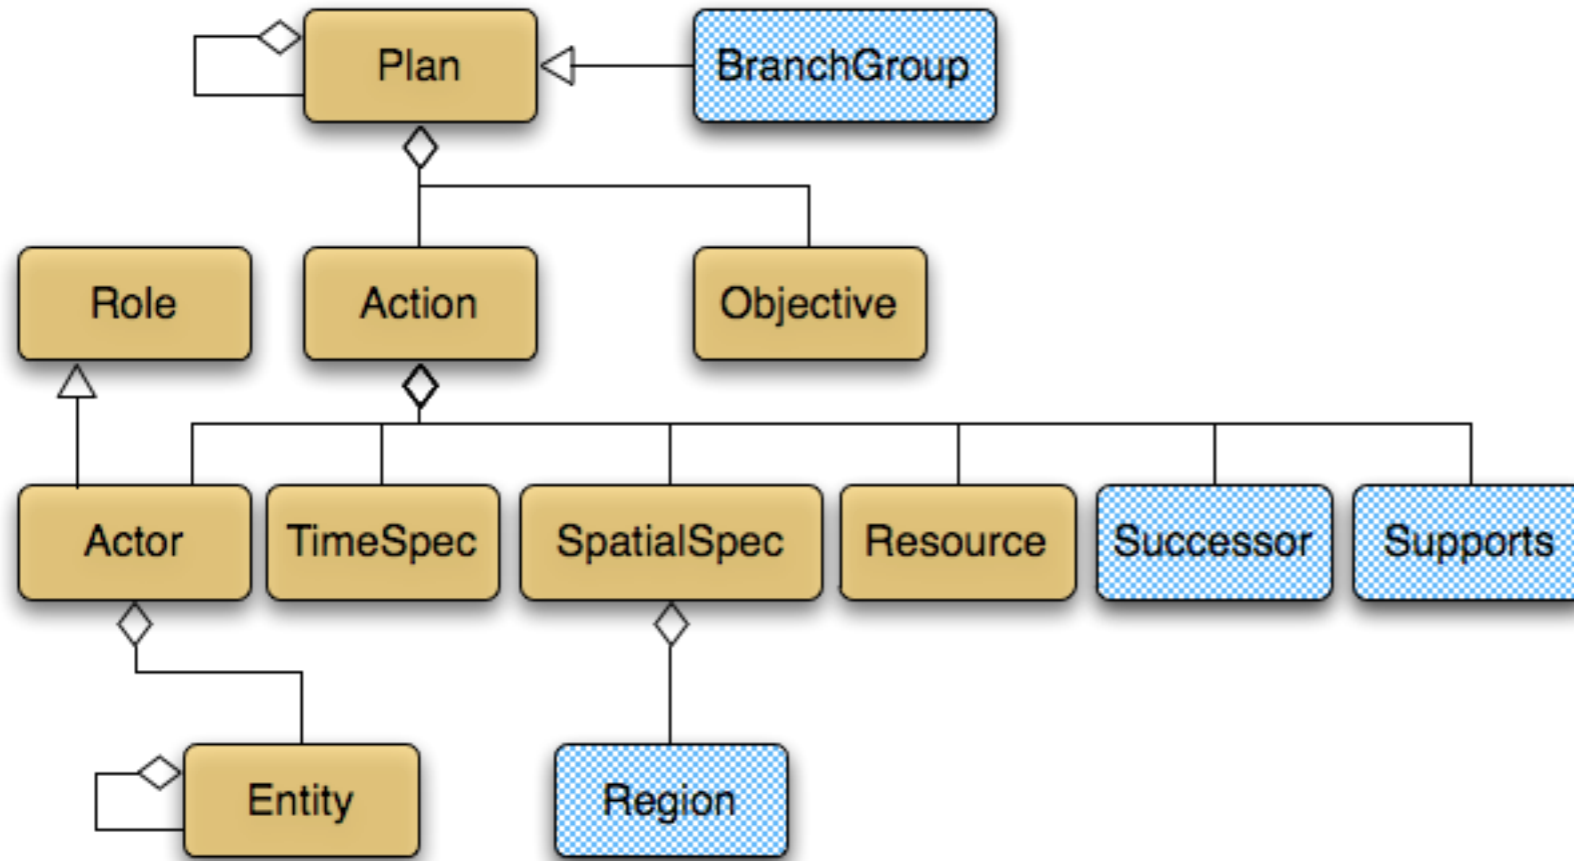 Plan
BranchGroup
Role
Action
Objective
Actor
TimeSpec
SpatialSpec
Resource
Successor
Supports
Entity
Region